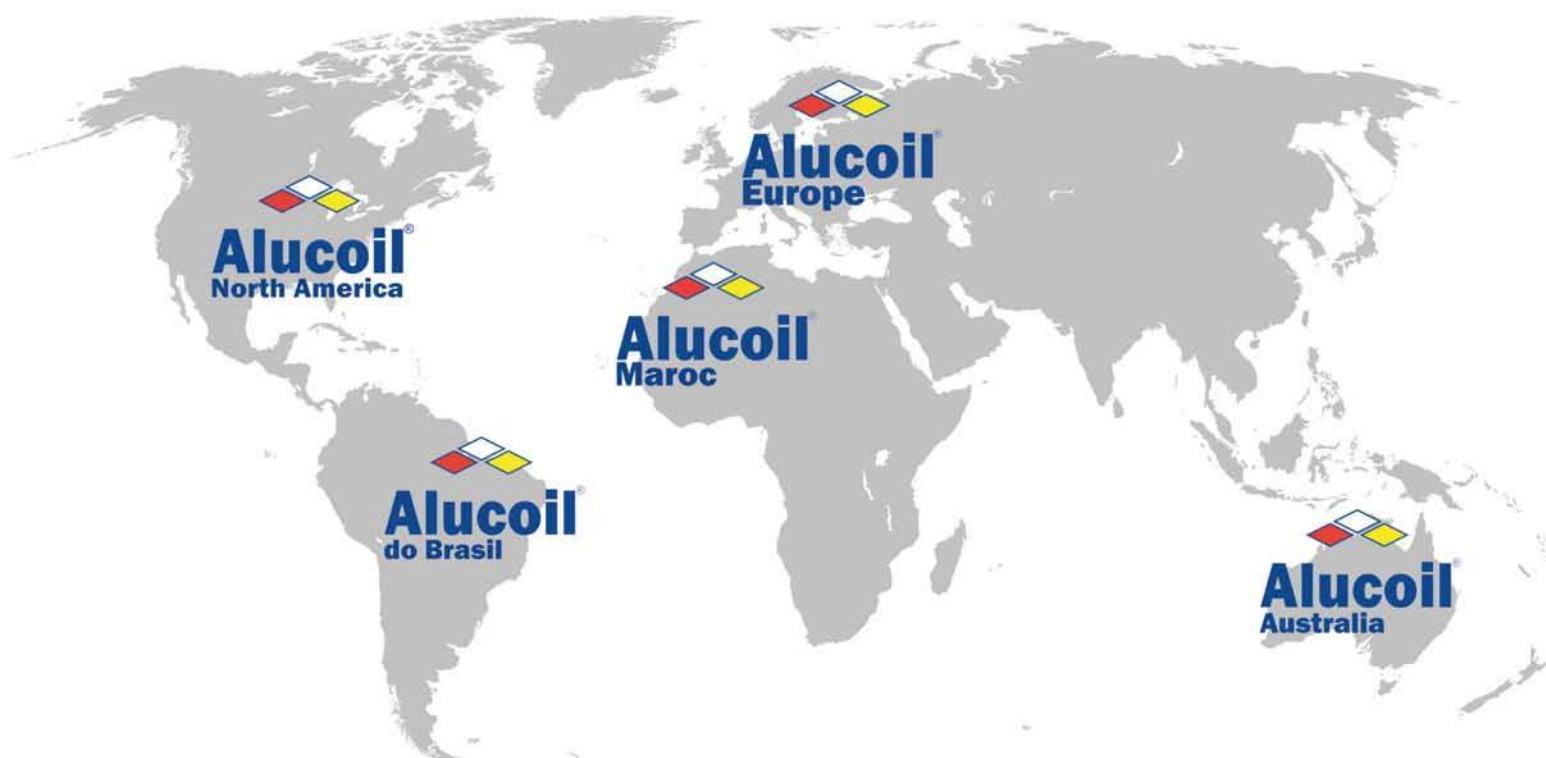 Alucoil®
Europe
Alucoil®
North America
Alucoil®
Maroc
Alucoil®
do Brasil
Alucoil®
Australia